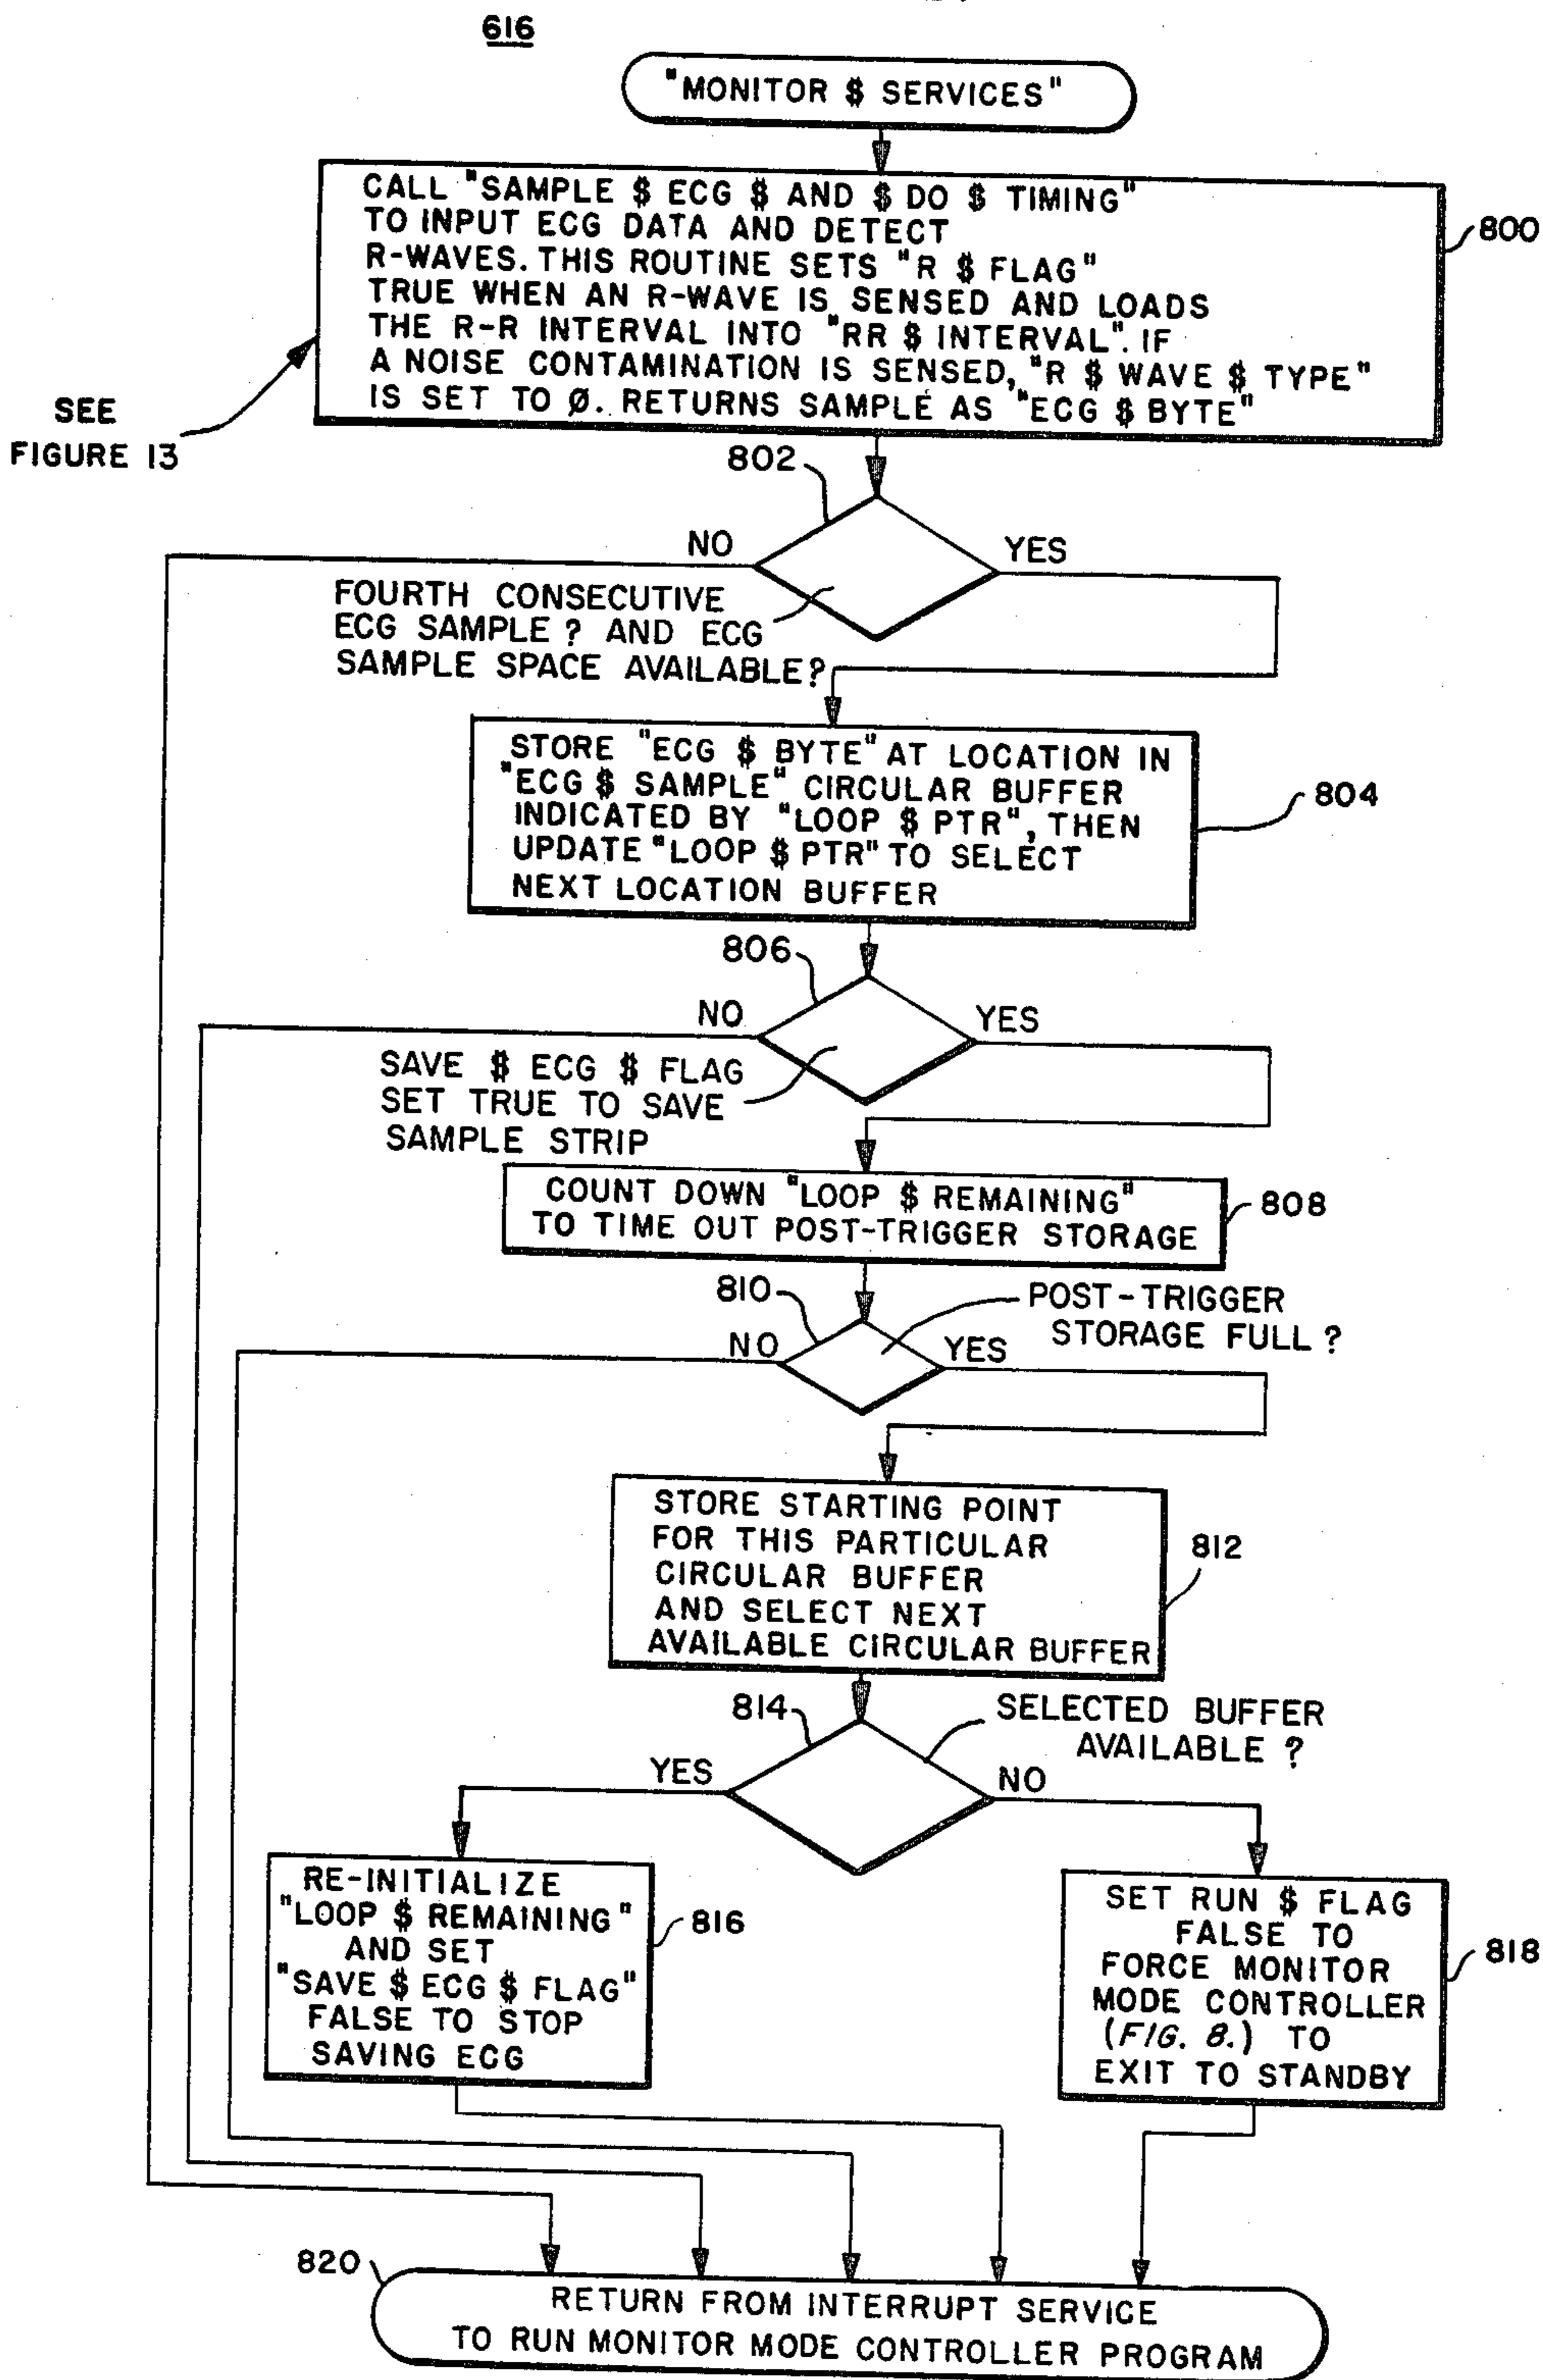 616
"MONITOR $ SERVICES"
CALL "SAMPLE $ ECG $ AND $ DO $ TIMING"
TO INPUT ECG DATA AND DETECT
R-WAVES. THIS ROUTINE SETS "R $ FLAG"
TRUE WHEN AN R-WAVE IS SENSED AND LOADS
THE R-R INTERVAL INTO "RR $ INTERVAL". IF
A NOISE CONTAMINATION IS SENSED, "R $ WAVE $ TYPE"
IS SET TO Ø. RETURNS SAMPLE AS "ECG $ BYTE"
800
SEE
FIGURE 13
802
NO
YES
FOURTH CONSECUTIVE
ECG SAMPLE ? AND ECG
SAMPLE SPACE AVAILABLE?
STORE "ECG $ BYTE" AT LOCATION IN
"ECG $ SAMPLE" CIRCULAR BUFFER
INDICATED BY "LOOP $ PTR", THEN
UPDATE "LOOP $ PTR" TO SELECT
NEXT LOCATION BUFFER
804
806
NO
YES
SAVE $ ECG $ FLAG
SET TRUE TO SAVE
SAMPLE STRIP
COUNT DOWN "LOOP $ REMAINING"
TO TIME OUT POST-TRIGGER STORAGE
808
810
POST-TRIGGER
STORAGE FULL ?
NO
YES
STORE STARTING POINT
FOR THIS PARTICULAR
CIRCULAR BUFFER
AND SELECT NEXT
AVAILABLE CIRCULAR BUFFER
812
814
SELECTED BUFFER
AVAILABLE ?
YES
NO
RE-INITIALIZE
"LOOP $ REMAINING"
AND SET
"SAVE $ ECG $ FLAG"
FALSE TO STOP
SAVING ECG
816
SET RUN $ FLAG
FALSE TO
FORCE MONITOR
MODE CONTROLLER
(FIG. 8.) TO
EXIT TO STANDBY
818
820
RETURN FROM INTERRUPT SERVICE
TO RUN MONITOR MODE CONTROLLER PROGRAM